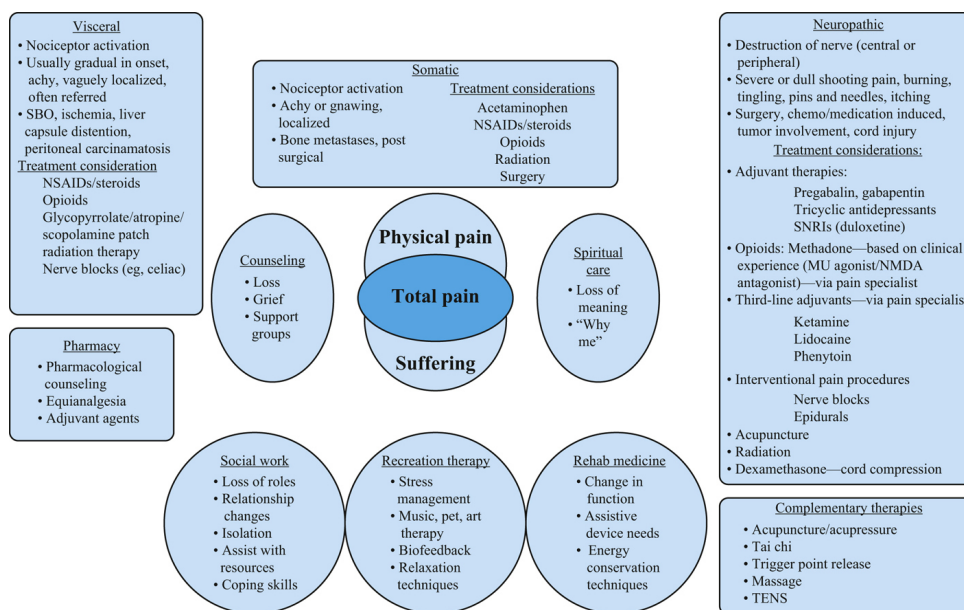 Visceral
• Nociceptor activation
• Usually gradual in onset,
achy, vaguely localized,
often referred
• SBO, ischemia, liver
capsule distention,
peritoneal carcinamatosis
Treatment consideration
NSAIDs/steroids
Opioids
Glycopyrrolate/atropine/
scopolamine patch
radiation therapy
Nerve blocks (eg, celiac)
Somatic
• Nociceptor activation
• Achy or gnawing,
localized
• Bone metastases, post
surgical
Treatment considerations
Acetaminophen
NSAIDs/steroids
Opioids
Radiation
Surgery
Neuropathic
• Destruction of nerve (central or
peripheral)
• Severe or dull shooting pain, burning,
tingling, pins and needles, itching
• Surgery, chemo/medication induced,
tumor involvement, cord injury
Treatment considerations:
• Adjuvant therapies:
Pregabalin, gabapentin
Tricyclic antidepressants
SNRIs (duloxetine)
• Opioids: Methadone—based on clinical
experience (MU agonist/NMDA
antagonist)—via pain specialist
• Third-line adjuvants—via pain specialis
Ketamine
Lidocaine
Phenytoin
• Interventional pain procedures
Nerve blocks
Epidurals
• Acupuncture
• Radiation
• Dexamethasone—cord compression
Counseling
• Loss
• Grief
• Support
groups
Physical pain
Total pain
Suffering
Spiritual
care
• Loss of
meaning
• “Why
me”
Pharmacy
• Pharmacological
counseling
• Equianalgesia
• Adjuvant agents
Social work
• Loss of roles
• Relationship
changes
• Isolation
• Assist with
resources
• Coping skills
Recreation therapy
• Stress
management
• Music, pet, art
therapy
• Biofeedback
• Relaxation
techniques
Rehab medicine
• Change in
function
• Assistive
device needs
• Energy
conservation
techniques
Complementary therapies
• Acupuncture/acupressure
• Tai chi
• Trigger point release
• Massage
• TENS